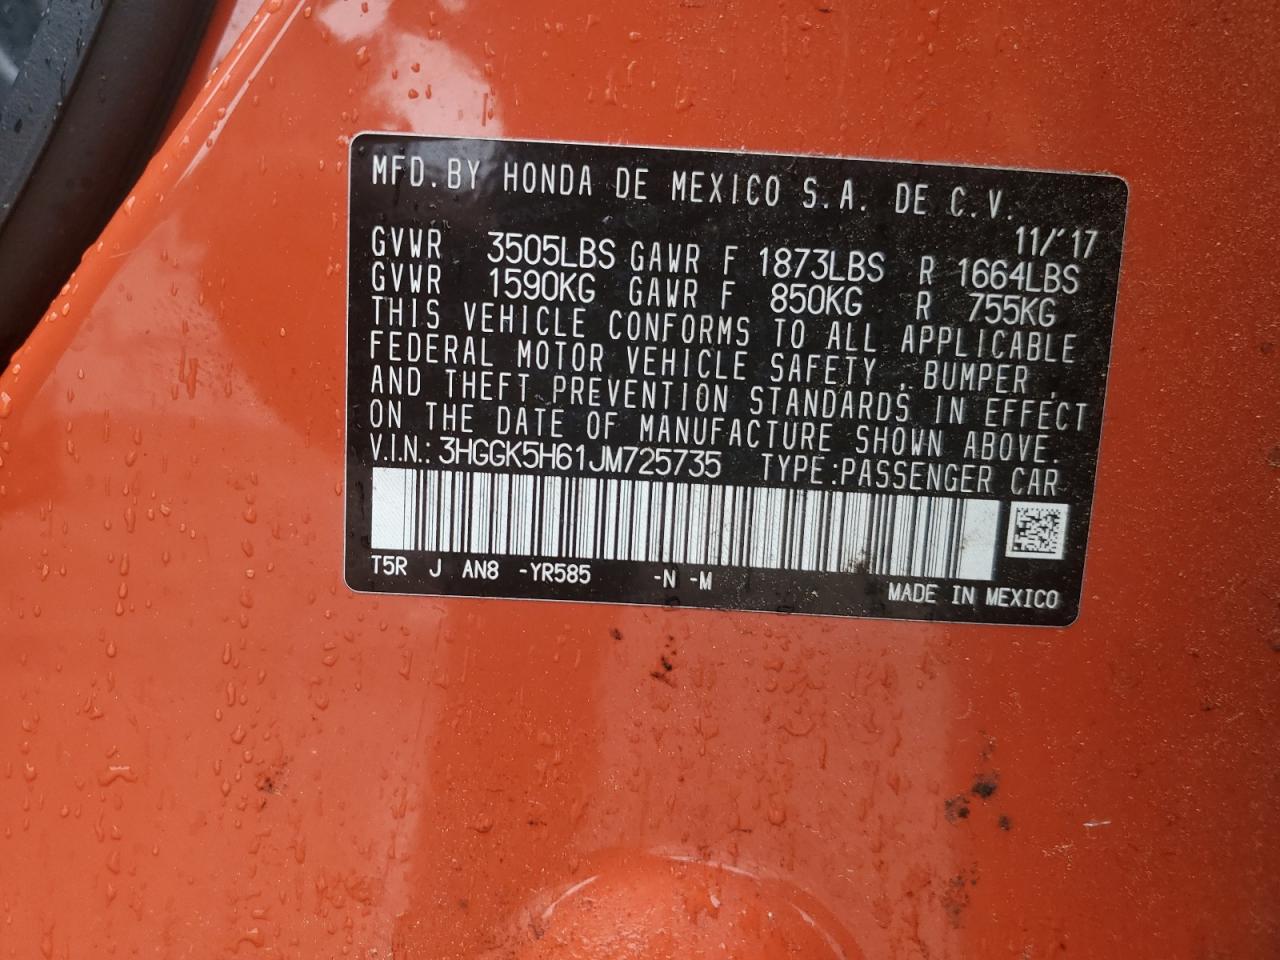 MFD.BY HONDA DE MEXICO S.A. DE C.V.
11/'17
GVWR 3505LBS GAWR F 1873LBS R 1664LBS
GVWR 1590KG GAWR F 850KG R 755KG
THIS VEHICLE CONFORMS TO ALL APPLICABLE
FEDERAL MOTOR VEHICLE SAFETY , BUMPER ,
AND THEFT PREVENTION STANDARDS IN EFFECT
ON THE DATE OF MANUFACTURE SHOWN ABOVE.
V.I.N.: 3HGGK5H61JM725735 TYPE:PASSENGER CAR
T5R J AN8 -YR585 -N -M
MADE IN MEXICO